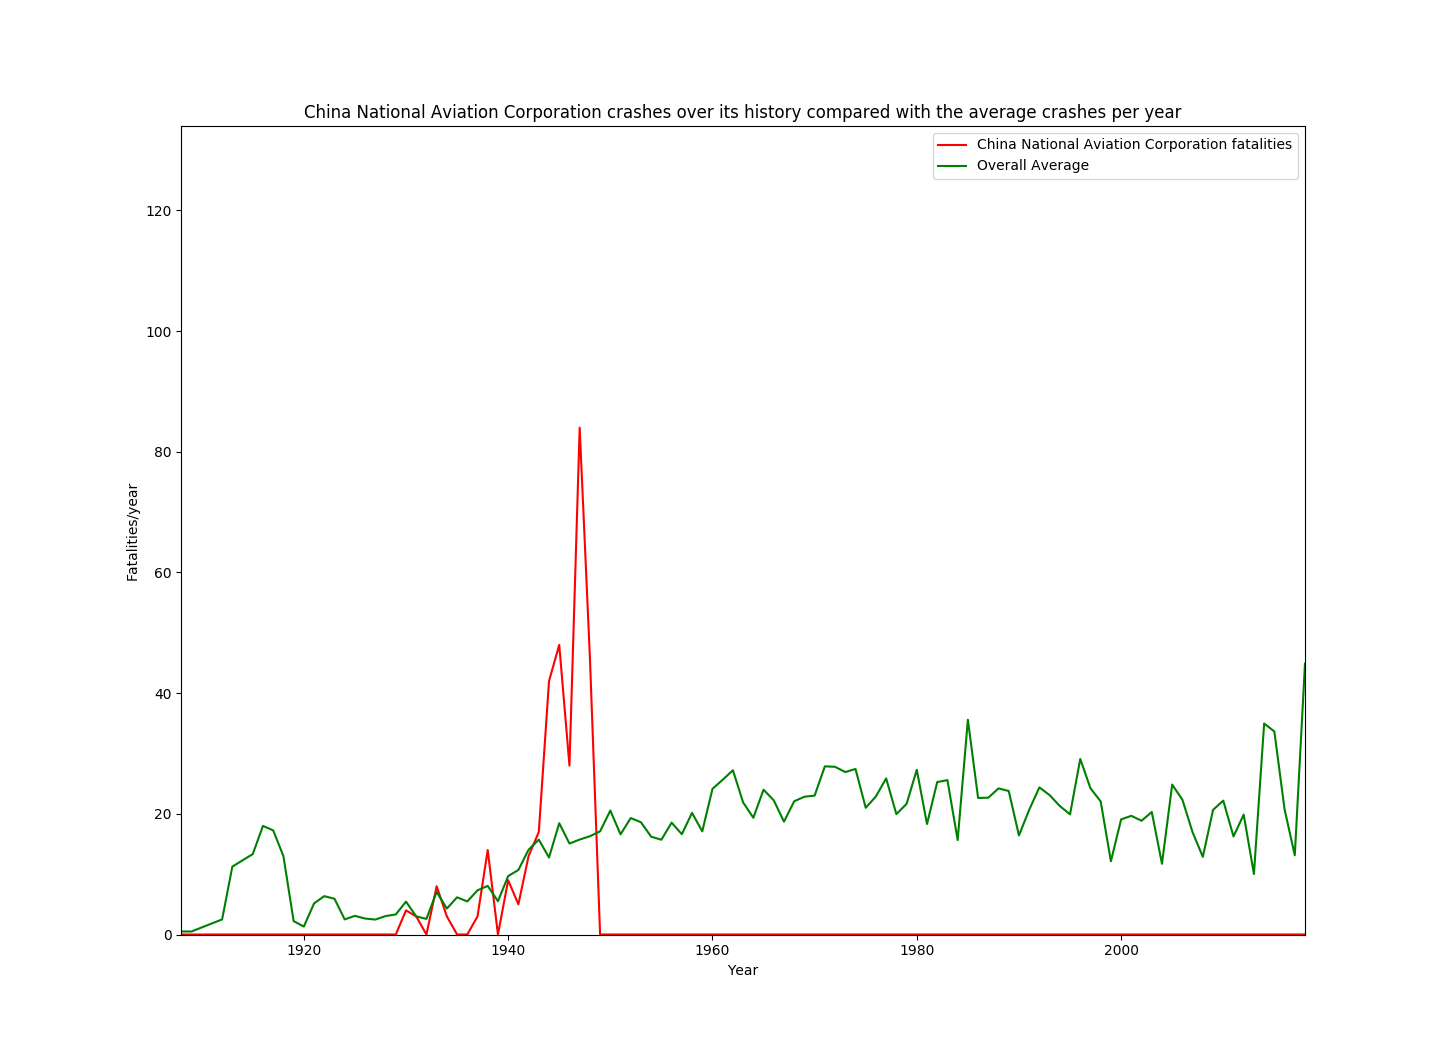 China National Aviation Corporation crashes over its history compared with the average crashes per year
China National Aviation Corporation fatalities
Overall Average
120
100
80
60
40
20
0
Fatalities/year
1920
1940
1960
1980
2000
Year